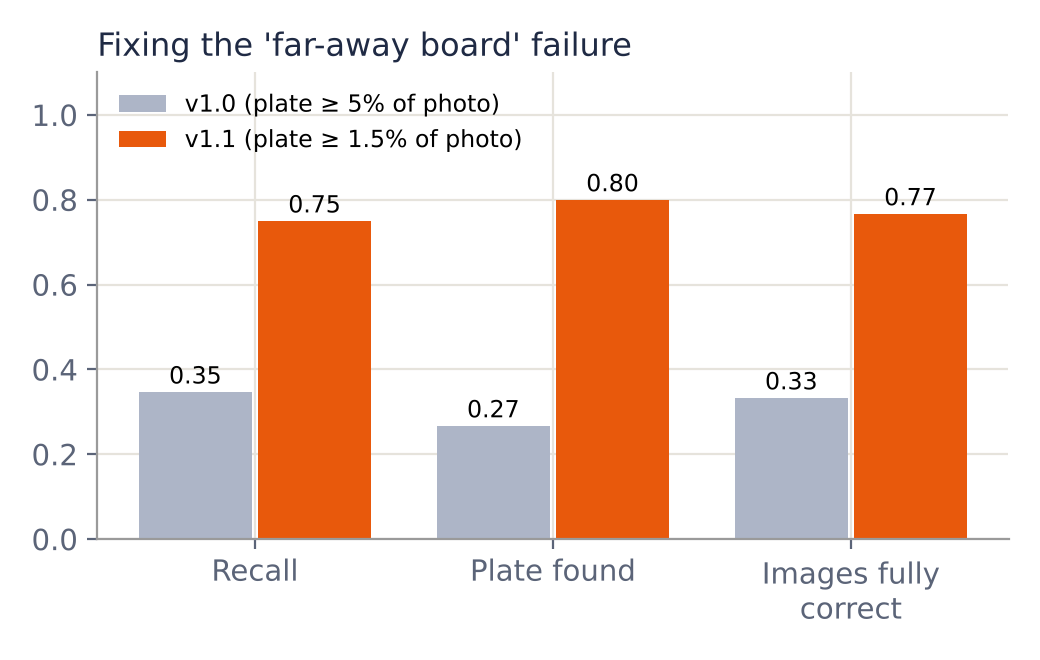 Fixing the 'far-away board' failure
v1.0 (plate ≥ 5% of photo)
v1.1 (plate ≥ 1.5% of photo)
1.0
0.8
0.6
0.4
0.2
0.0
0.35
0.75
0.27
0.80
0.33
0.77
Recall
Plate found
Images fully
correct